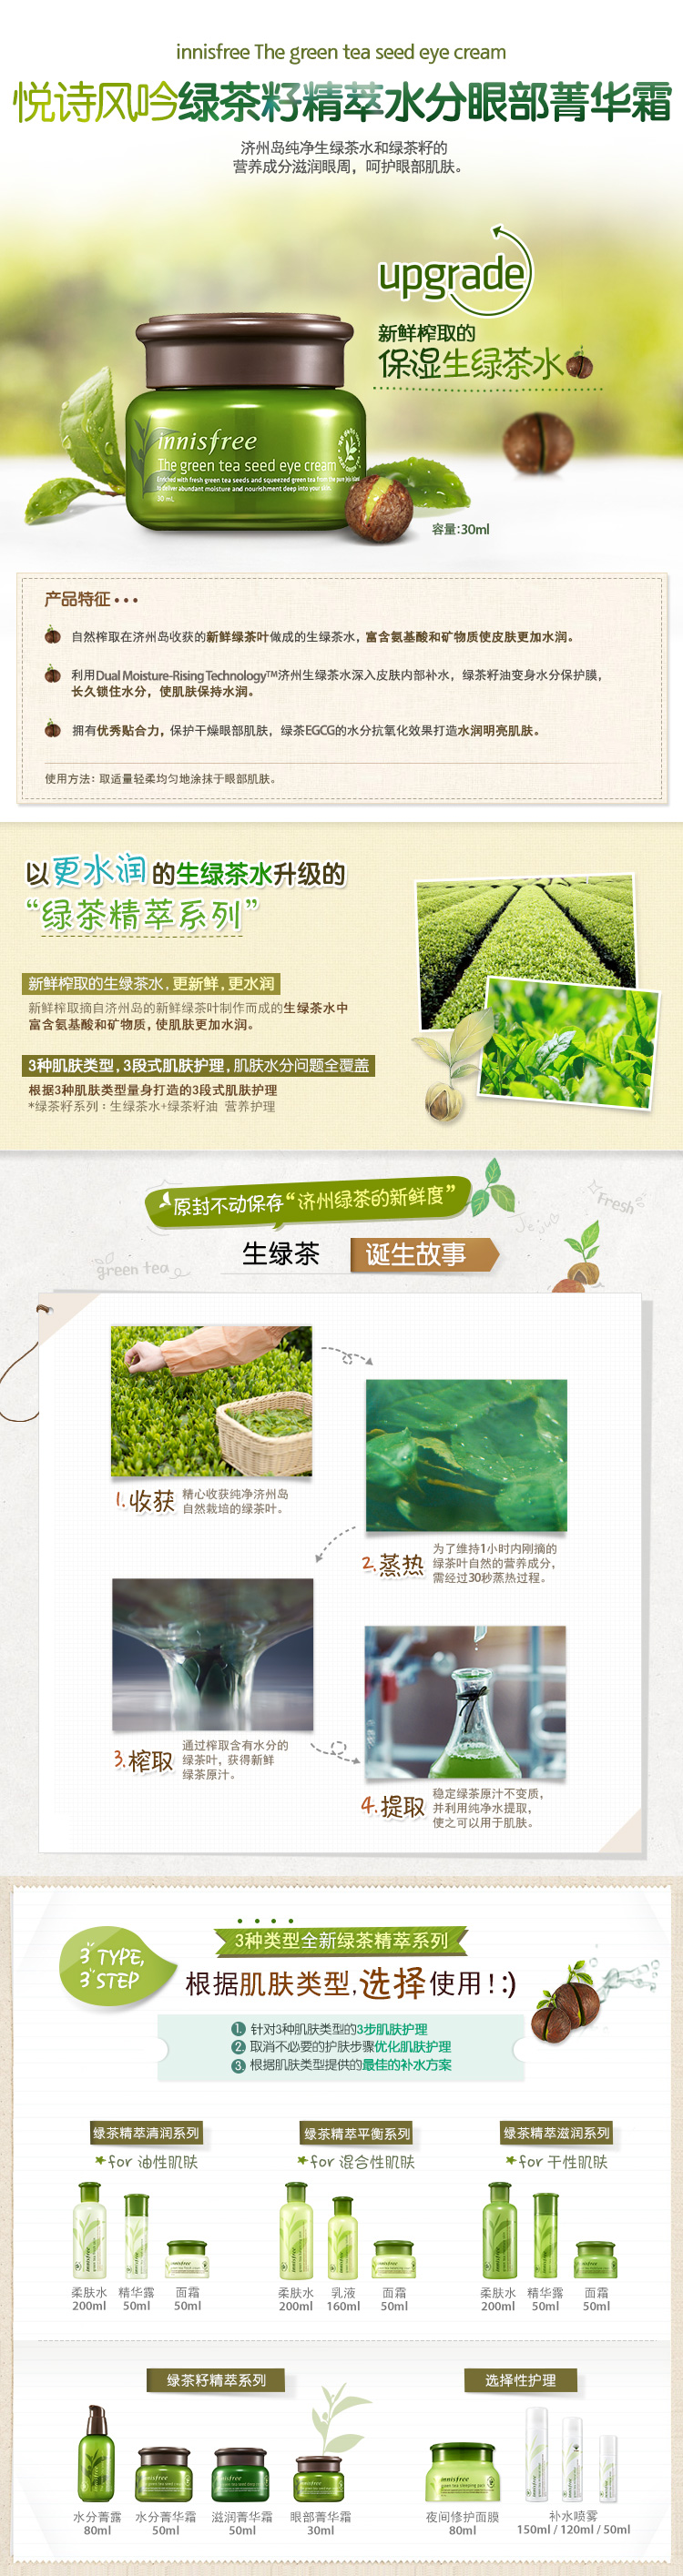 innisfree The green tea seed eye cream
悦诗风吟绿茶籽精萃水分眼部菁华霜
济州岛纯净生绿茶水和绿茶籽的
营养成分滋润眼周，呵护眼部肌肤。
upgrade
新鲜榨取的
保湿生绿茶水
innisfree
The green tea seed eye cream
Enriched with fresh green tea seeds and squeezed green tea from the pure Jeju Island
to deliver abundant moisture and nourishment deep into your skin.
30 mL
容量:30ml
产品特征 • • •
自然榨取在济州岛收获的新鲜绿茶叶做成的生绿茶水，富含氨基酸和矿物质使皮肤更加水润。
利用Dual Moisture-Rising Technology™济州生绿茶水深入皮肤内部补水，绿茶籽油变身水分保护膜，
长久锁住水分，使肌肤保持水润。
拥有优秀贴合力，保护干燥眼部肌肤，绿茶EGCG的水分抗氧化效果打造水润明亮肌肤。
使用方法：取适量轻柔均匀地涂抹于眼部肌肤。
以更水润的生绿茶水升级的
“绿茶精萃系列”
新鲜榨取的生绿茶水，更新鲜，更水润
新鲜榨取摘自济州岛的新鲜绿茶叶制作而成的生绿茶水中
富含氨基酸和矿物质，使肌肤更加水润。
3种肌肤类型，3段式肌肤护理，肌肤水分问题全覆盖
根据3种肌肤类型量身打造的3段式肌肤护理
*绿茶籽系列：生绿茶水+绿茶籽油 营养护理
原封不动保存“济州绿茶的新鲜度”
Jeju
Fresh
生绿茶 诞生故事
green tea
1.收获
精心收获纯净济州岛
自然栽培的绿茶叶。
2.蒸热
为了维持1小时内刚摘的
绿茶叶自然的营养成分，
需经过30秒蒸热过程。
3.榨取
通过榨取含有水分的
绿茶叶，获得新鲜
绿茶原汁。
4.提取
稳定绿茶原汁不变质，
并利用纯净水提取，
使之可以用于肌肤。
3 TYPE,
3 STEP
3种类型全新绿茶精萃系列
根据肌肤类型,选择使用！:)
1 针对3种肌肤类型的3步肌肤护理
2 取消不必要的护肤步骤优化肌肤护理
3 根据肌肤类型提供的最佳的补水方案
绿茶精萃清润系列 绿茶精萃平衡系列 绿茶精萃滋润系列
for 油性肌肤 for 混合性肌肤 for 干性肌肤
柔肤水 精华露 面霜 柔肤水 乳液 面霜 柔肤水 精华露 面霜
200ml 50ml 50ml 200ml 160ml 50ml 200ml 50ml 50ml
绿茶籽精萃系列 选择性护理
水分菁露 水分菁华霜 滋润菁华霜 眼部菁华霜 夜间修护面膜 补水喷雾
80ml 50ml 50ml 30ml 80ml 150ml / 120ml / 50ml